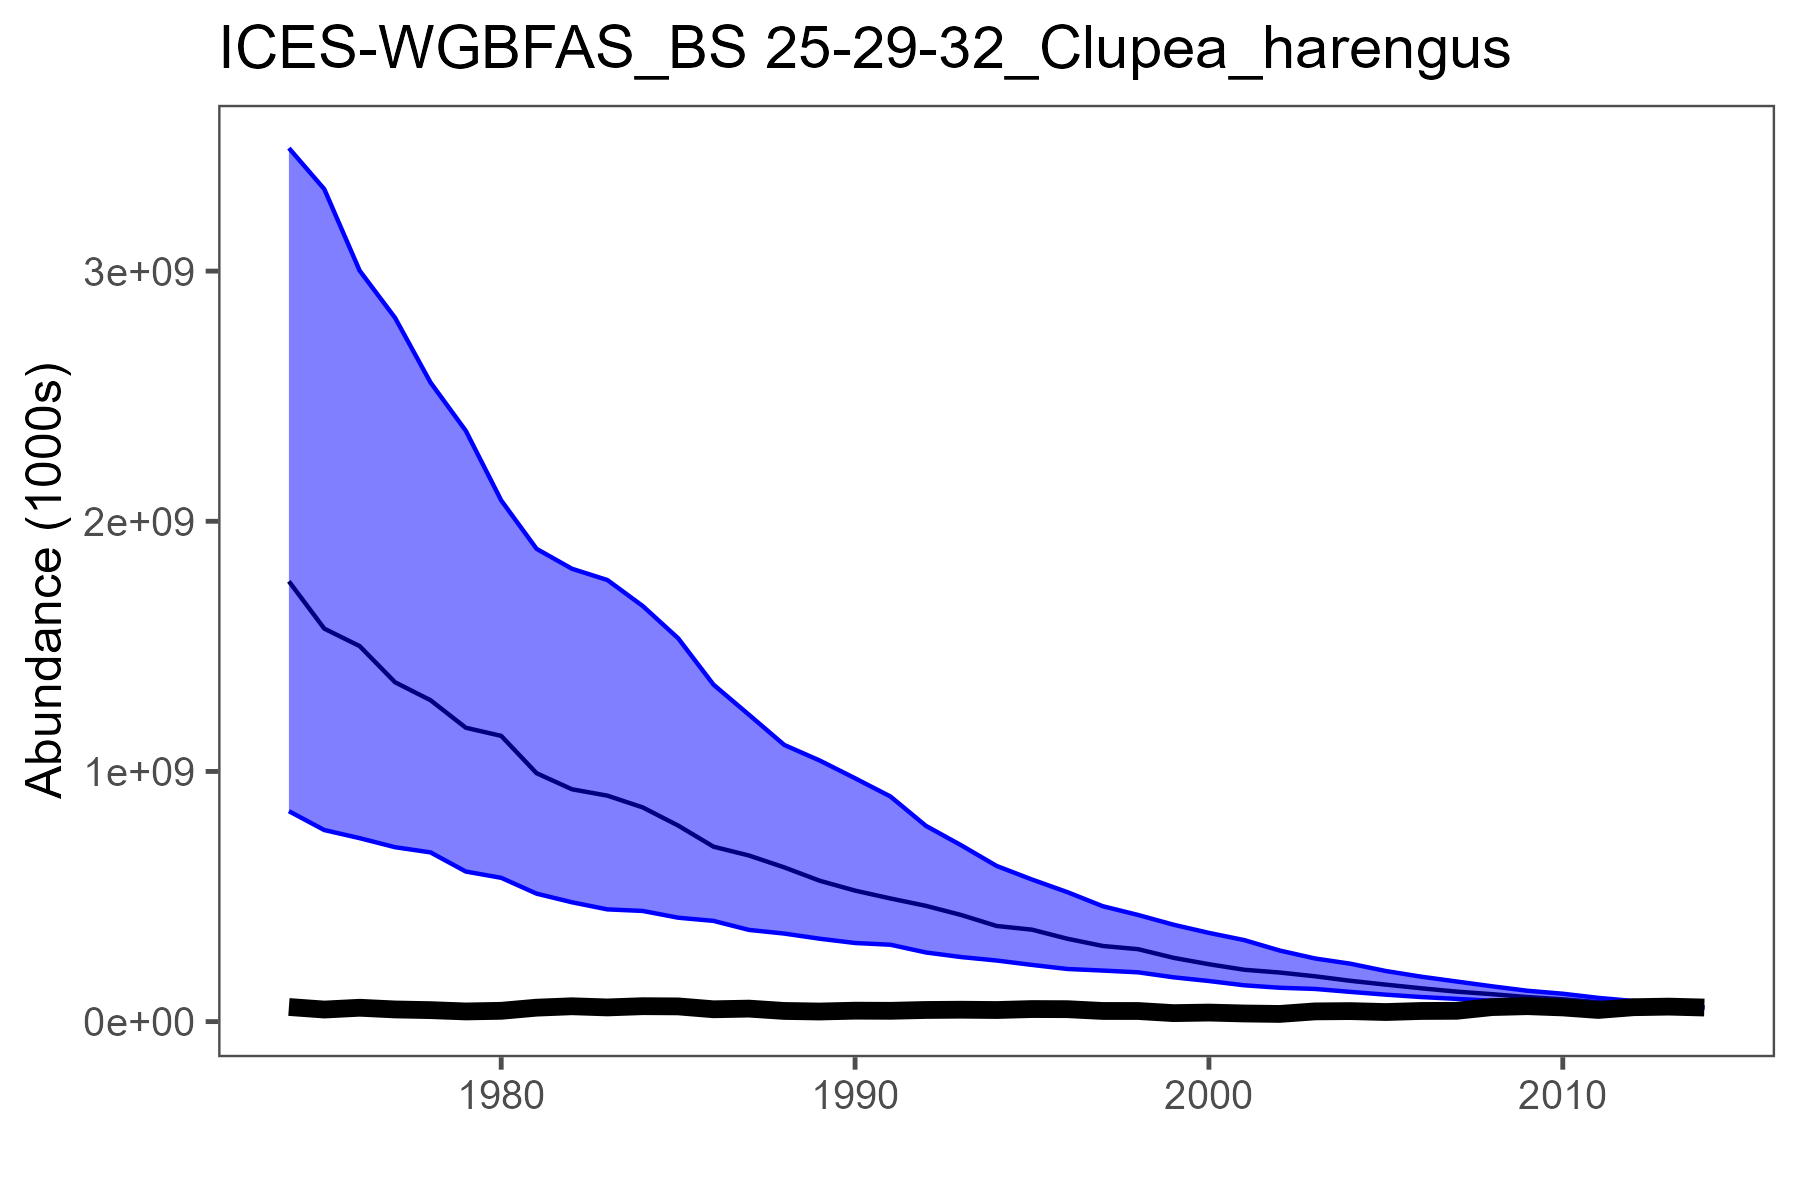 ICES-WGBFAS_BS 25-29-32_Clupea_harengus
Abundance (1000s)
3e+09
2e+09
1e+09
0e+00
1980
1990
2000
2010